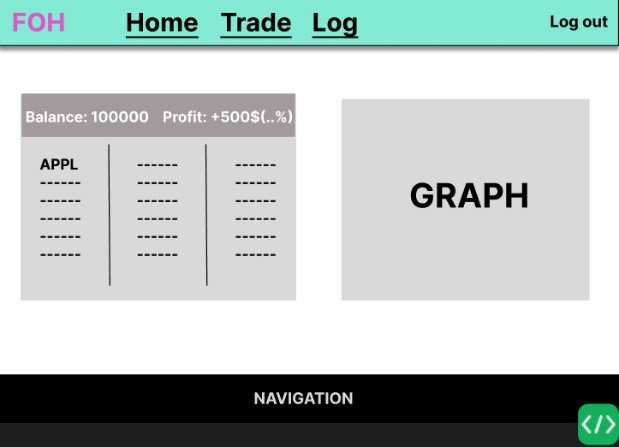 FOH Home Trade Log Log out
Balance: 100000 Profit: +500$(..%)
APPL ------ ------
------ ------ ------
------ ------ ------
------ ------ ------
------ ------ ------
------ ------ ------
GRAPH
NAVIGATION
</>